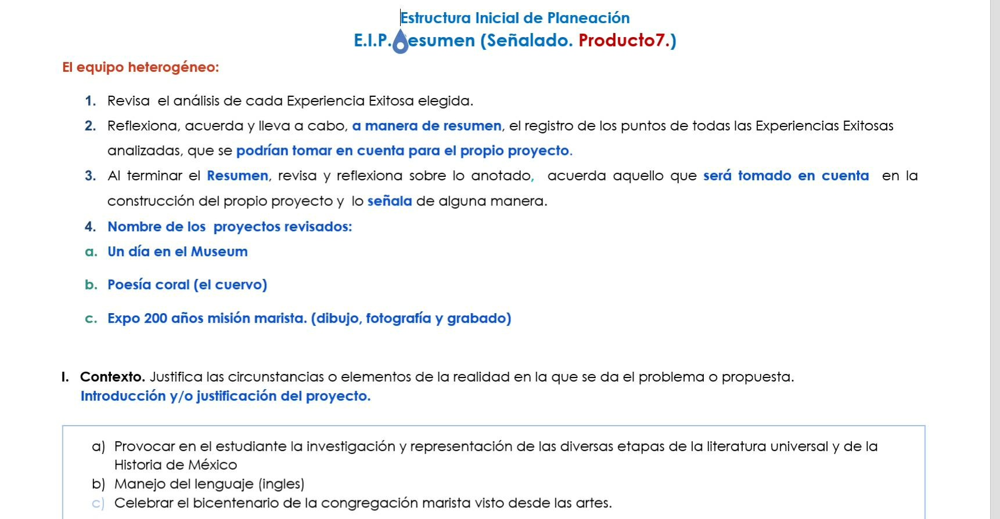 Estructura Inicial de Planeación
E.I.P. esumen (Señalado. Producto7.)
El equipo heterogéneo:
1. Revisa el análisis de cada Experiencia Exitosa elegida.
2. Reflexiona, acuerda y lleva a cabo, a manera de resumen, el registro de los puntos de todas las Experiencias Exitosas
analizadas, que se podrían tomar en cuenta para el propio proyecto.
3. Al terminar el Resumen, revisa y reflexiona sobre lo anotado, acuerda aquello que será tomado en cuenta en la
construcción del propio proyecto y lo señala de alguna manera.
4. Nombre de los proyectos revisados:
a. Un día en el Museum
b. Poesía coral (el cuervo)
c. Expo 200 años misión marista. (dibujo, fotografía y grabado)
I. Contexto. Justifica las circunstancias o elementos de la realidad en la que se da el problema o propuesta.
Introducción y/o justificación del proyecto.
a) Provocar en el estudiante la investigación y representación de las diversas etapas de la literatura universal y de la
Historia de México
b) Manejo del lenguaje (ingles)
c) Celebrar el bicentenario de la congregación marista visto desde las artes.